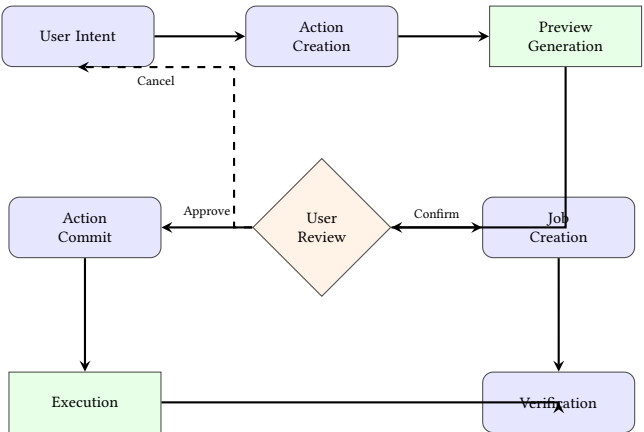 User Intent
Action
Creation
Preview
Generation
Cancel
Action
Commit
Approve
User
Review
Confirm
Job
Creation
Execution
Verification